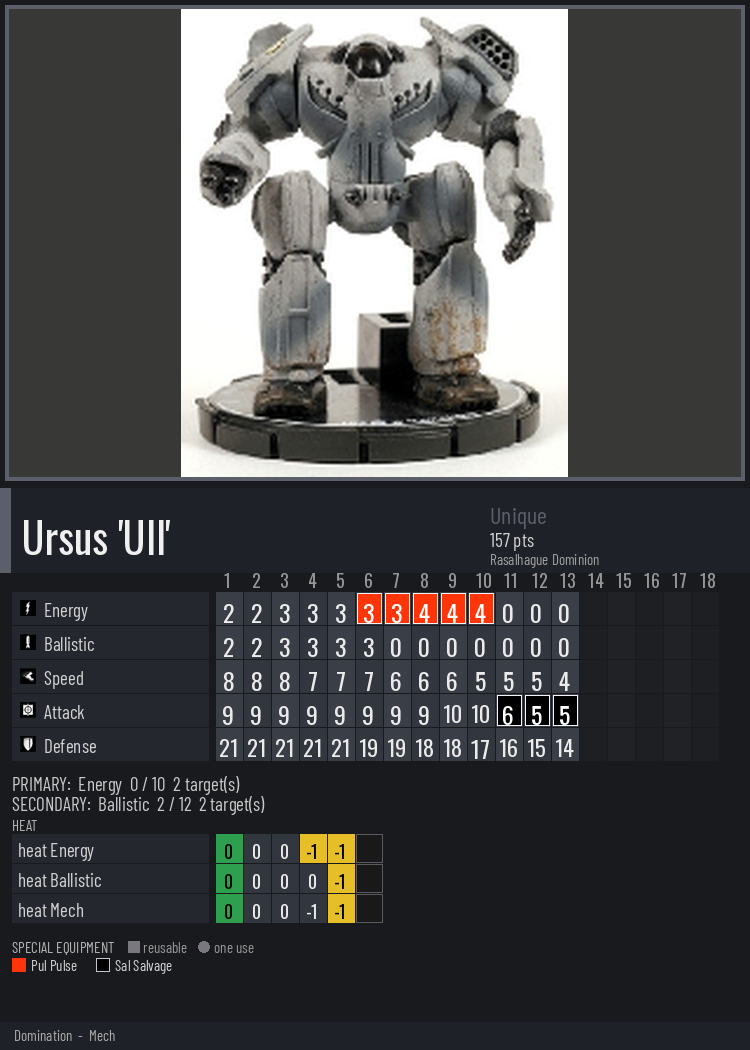 Ursus 'UII'
Unique
157 pts
Rasalhague Dominion
1 2 3 4 5 6 7 8 9 10 11 12 13 14 15 16 17 18
Energy 2 2 3 3 3 3 3 4 4 4 0 0 0
Ballistic 2 2 3 3 3 3 0 0 0 0 0 0 0
Speed 8 8 8 7 7 7 6 6 6 5 5 5 4
Attack 9 9 9 9 9 9 9 9 10 10 6 5 5
Defense 21 21 21 21 21 19 19 18 18 17 16 15 14
PRIMARY: Energy 0 / 10 2 target(s)
SECONDARY: Ballistic 2 / 12 2 target(s)
HEAT
heat Energy 0 0 0 -1 -1
heat Ballistic 0 0 0 0 -1
heat Mech 0 0 0 -1 -1
SPECIAL EQUIPMENT reusable one use
Pul Pulse Sal Salvage
Domination - Mech